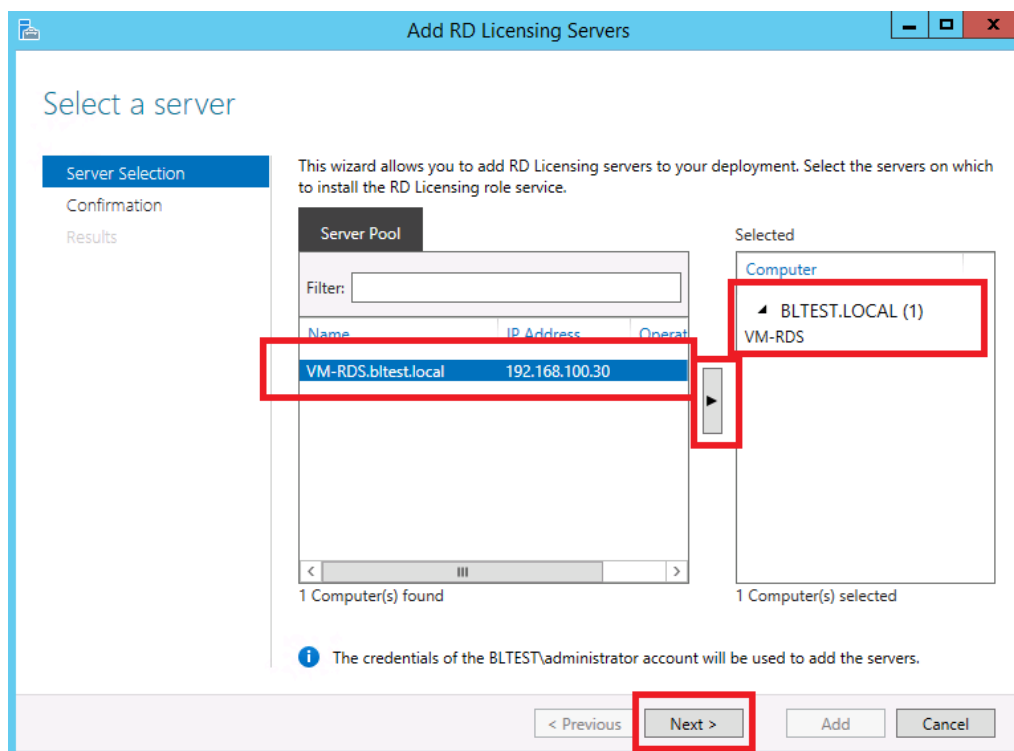 Add RD Licensing Servers
Select a server
Server Selection
Confirmation
Results
This wizard allows you to add RD Licensing servers to your deployment. Select the servers on which
to install the RD Licensing role service.
Server Pool
Filter:
Name IP Address Operat
VM-RDS.bltest.local 192.168.100.30
1 Computer(s) found
Selected
Computer
BLTEST.LOCAL (1)
VM-RDS
1 Computer(s) selected
The credentials of the BLTEST\administrator account will be used to add the servers.
< Previous Next > Add Cancel